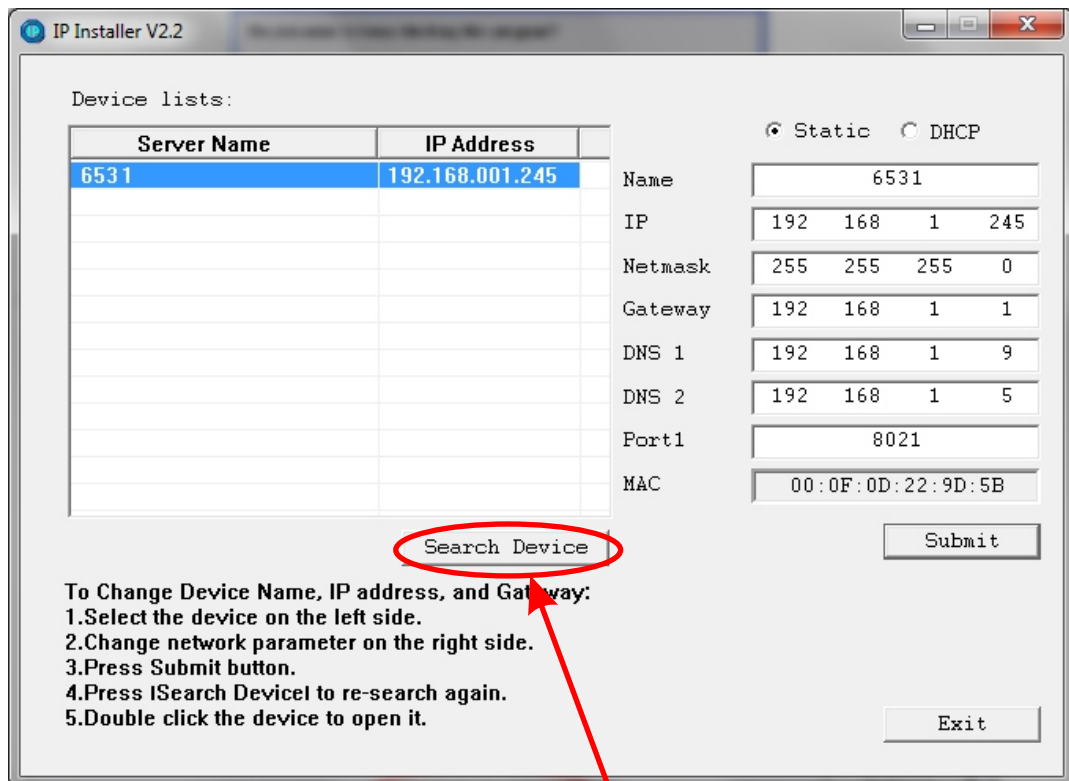 IP Installer V2.2
Device lists:
Server Name IP Address
6531 192.168.001.245
Static DHCP
Name 6531
IP 192 168 1 245
Netmask 255 255 255 0
Gateway 192 168 1 1
DNS 1 192 168 1 9
DNS 2 192 168 1 5
Port1 8021
MAC 00:0F:0D:22:9D:5B
Search Device
Submit
To Change Device Name, IP address, and Gateway:
1.Select the device on the left side.
2.Change network parameter on the right side.
3.Press Submit button.
4.Press |Search Device| to re-search again.
5.Double click the device to open it.
Exit